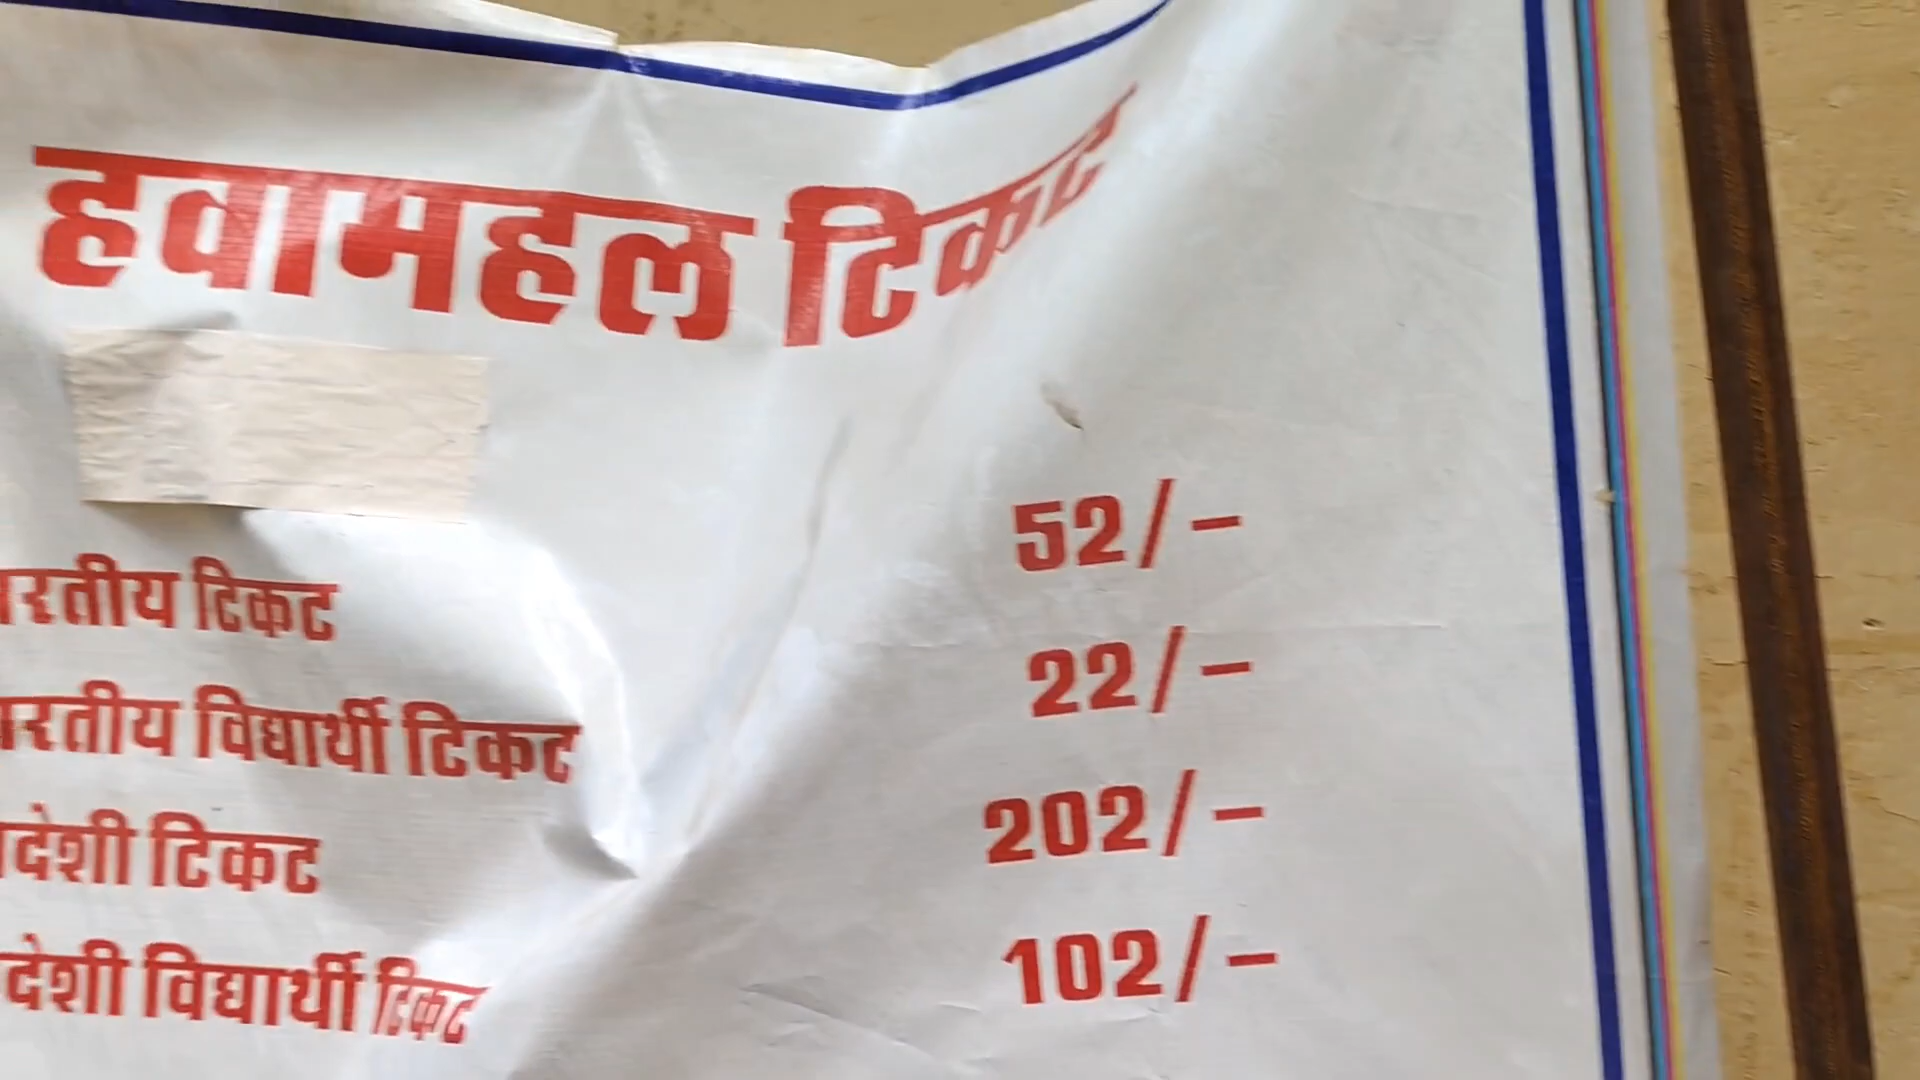 हवामहल टिकट
रतीय टिकट 52/-
रतीय विद्यार्थी टिकट 22/-
देशी टिकट 202/-
देशी विद्यार्थी टिकट 102/-